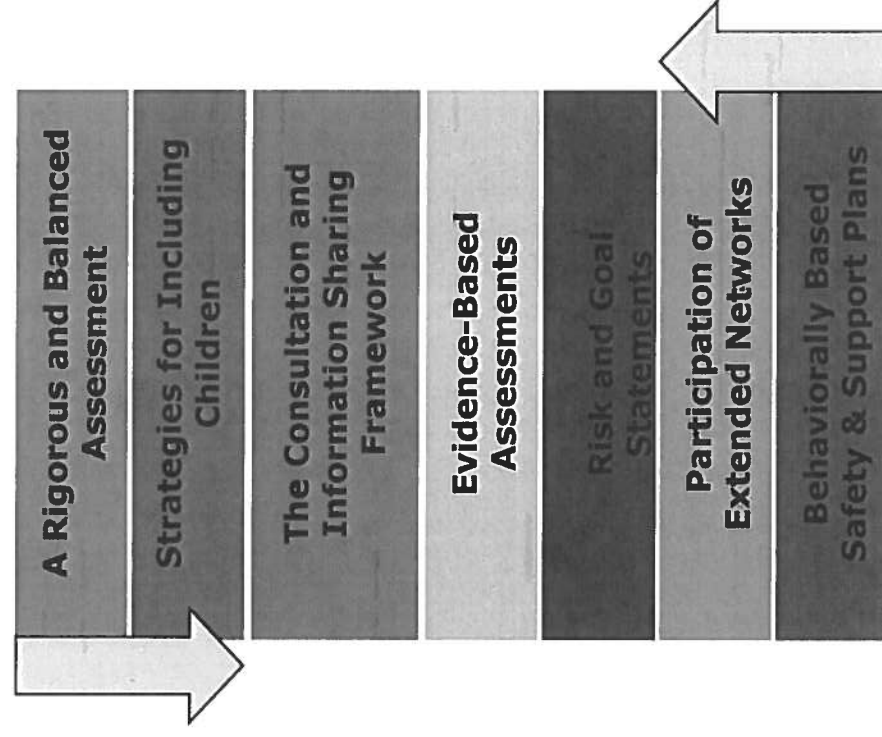 A Rigorous and Balanced
Assessment
Strategies for Including
Children
The Consultation and
Information Sharing
Framework
Evidence-Based
Assessments
Risk and Goal
Statements
Participation of
Extended Networks
Behaviorally Based
Safety & Support Plans